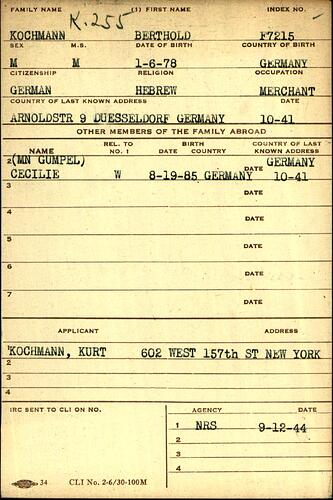 FAMILY NAME (1) FIRST NAME INDEX NO.
K.255
KOCHMANN BERTHOLD F7215
SEX M.S. DATE OF BIRTH COUNTRY OF BIRTH
M M 1-6-78 GERMANY
CITIZENSHIP RELIGION OCCUPATION
GERMAN HEBREW MERCHANT
COUNTRY OF LAST KNOWN ADDRESS DATE
ARNOLDSTR 9 DUESSELDORF GERMANY 10-41
OTHER MEMBERS OF THE FAMILY ABROAD
NAME REL. TO NO. 1 BIRTH DATE COUNTRY COUNTRY OF LAST KNOWN ADDRESS
2 (MN GUMPEL) GERMANY
CECILIE W 8-19-85 GERMANY DATE 10-41
3
DATE
4
DATE
5
DATE
6
DATE
7
DATE
APPLICANT ADDRESS
KOCHMANN, KURT 602 WEST 157th ST NEW YORK
2
3
4
IRC SENT TO CLI ON NO. AGENCY DATE
1 NRS 9-12-44
2
3
4
34 CLI No. 2-6/30-100M